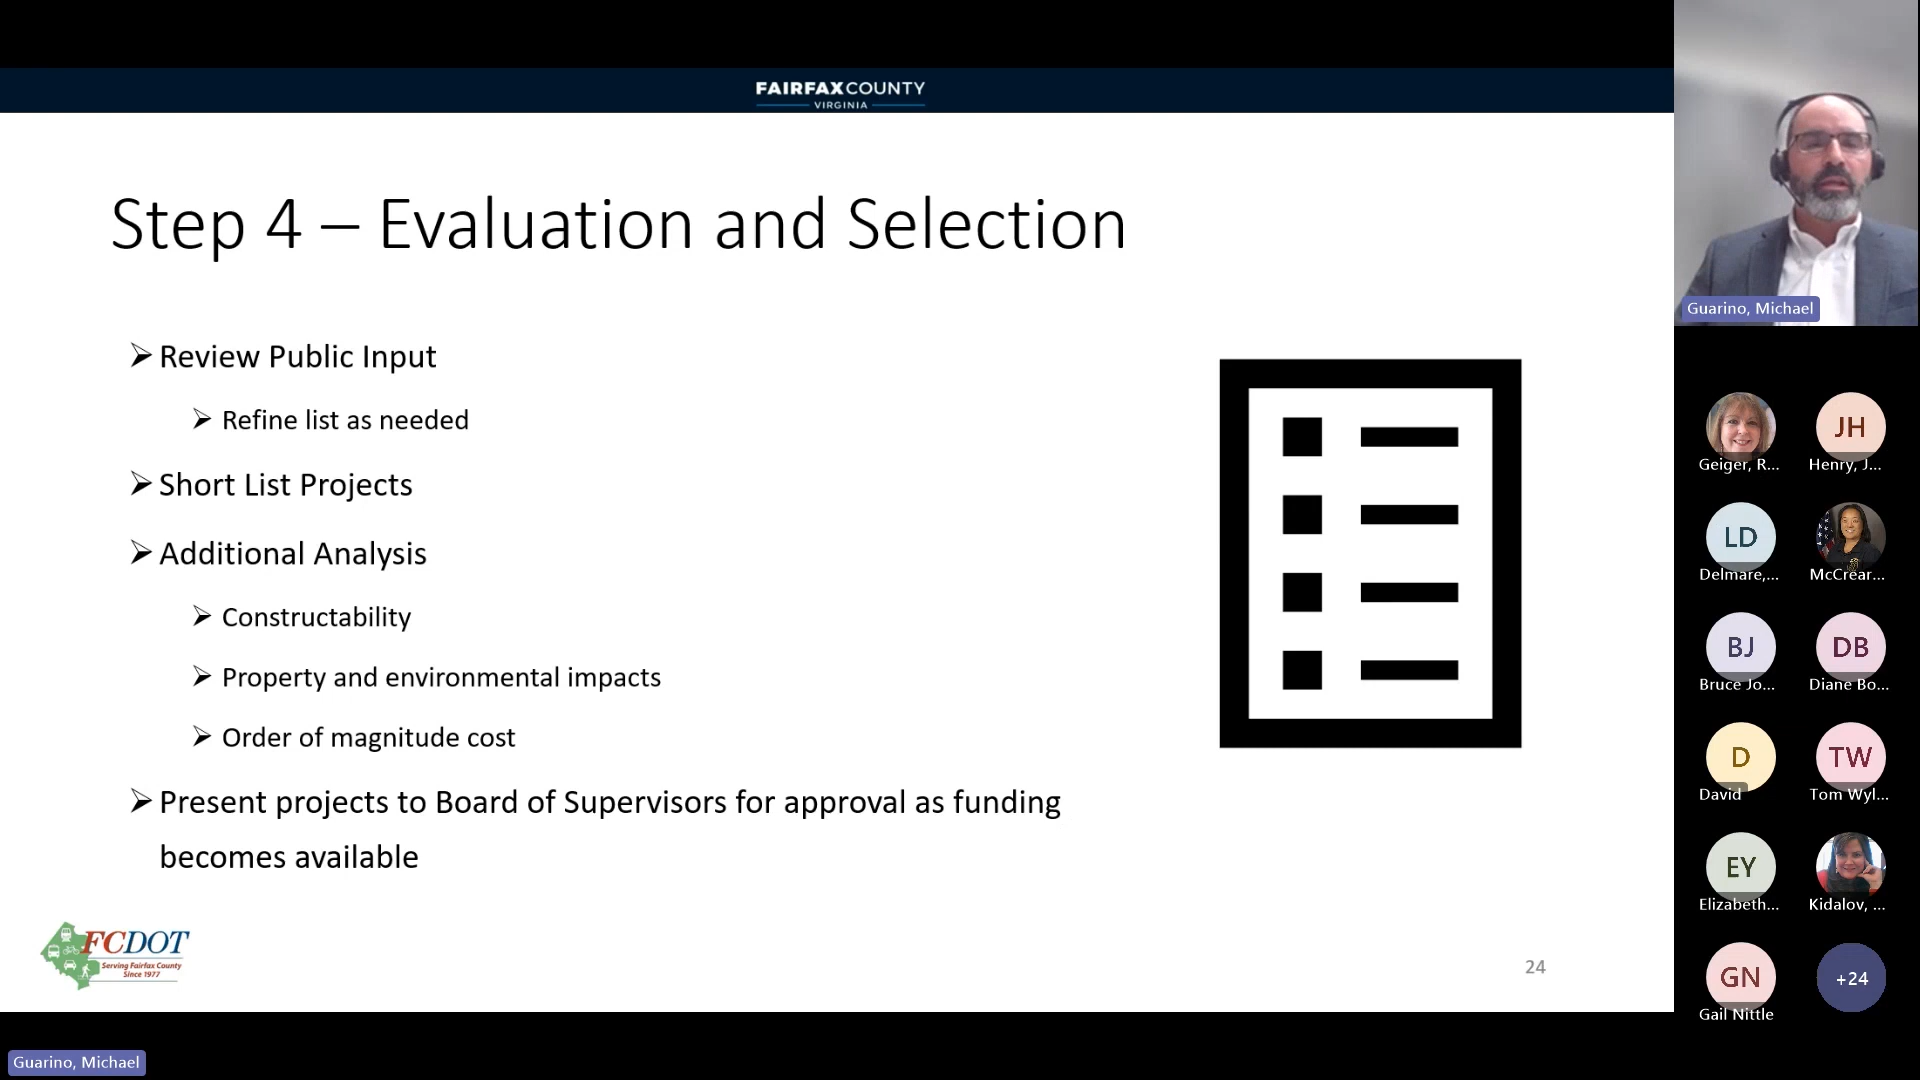 FAIRFAXCOUNTY
VIRGINIA
Step 4 – Evaluation and Selection
Review Public Input
Refine list as needed
Short List Projects
Additional Analysis
Constructability
Property and environmental impacts
Order of magnitude cost
Present projects to Board of Supervisors for approval as funding
becomes available
FCDOT
Serving Fairfax County
Since 1977
24
Guarino, Michael
Geiger, R...
JH
Henry, J...
LD
Delmare,...
McCrear...
BJ
Bruce Jo...
DB
Diane Bo...
D
David
TW
Tom Wyl...
EY
Elizabeth...
Kidalov, ...
GN
Gail Nittle
+24
Guarino, Michael